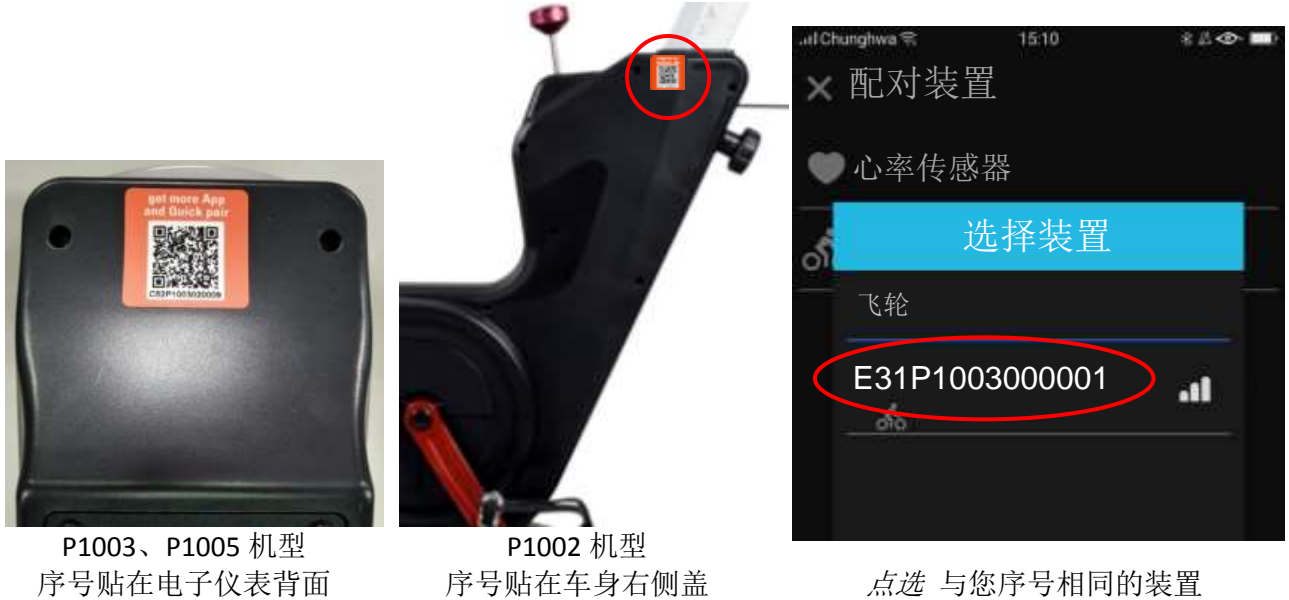 get more App
and Quick pair
P1003、P1005 机型
序号贴在电子仪表背面
P1002 机型
序号贴在车身右侧盖
Chunghwa
15:10
配对装置
心率传感器
选择装置
飞轮
E31P1003000001
点选 与您序号相同的装置